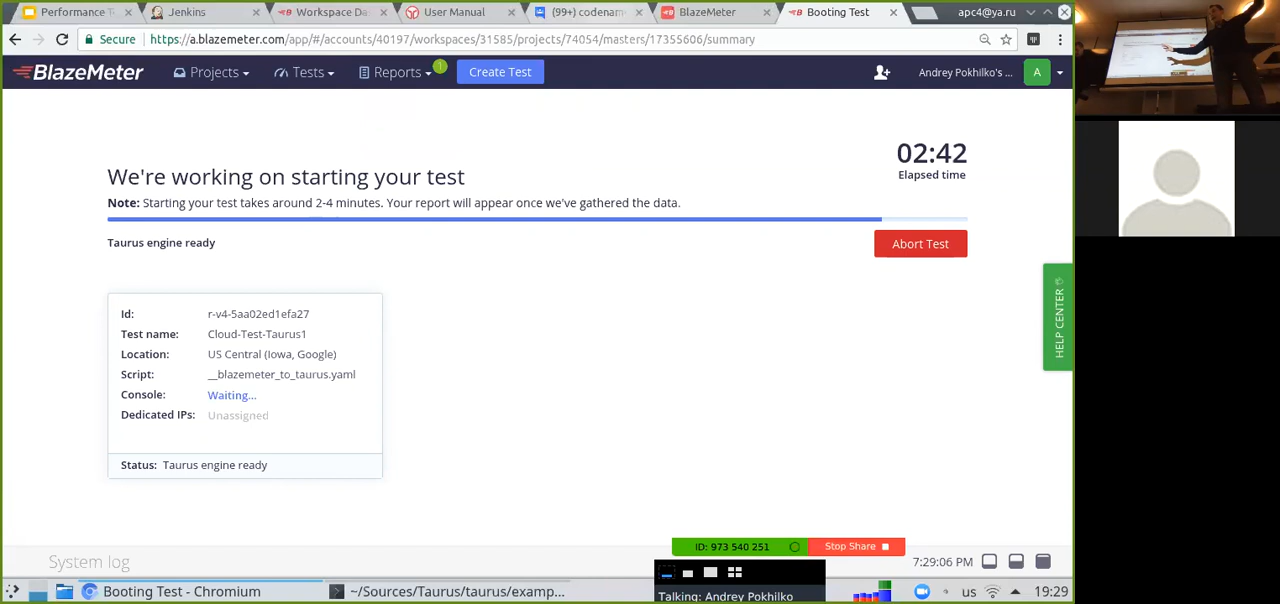 Performance T
Jenkins
Workspace Da
User Manual
(99+) codenam
BlazeMeter
Booting Test
apc4@ya.ru
Secure
https://a.blazemeter.com/app/#/accounts/40197/workspaces/31585/projects/74054/masters/17355606/summary
BlazeMeter
Projects
Tests
Reports
1
Create Test
Andrey Pokhilko's ...
A
02:42
Elapsed time
We're working on starting your test
Note: Starting your test takes around 2-4 minutes. Your report will appear once we've gathered the data.
Taurus engine ready
Abort Test
HELP CENTER
Id: r-v4-5aa02ed1efa27
Test name: Cloud-Test-Taurus1
Location: US Central (Iowa, Google)
Script: __blazemeter_to_taurus.yaml
Console: Waiting...
Dedicated IPs: Unassigned
Status: Taurus engine ready
System log
ID: 973 540 251
Stop Share
7:29:06 PM
Talking: Andrey Pokhilko
Booting Test - Chromium
~/Sources/Taurus/taurus/examp...
us
19:29